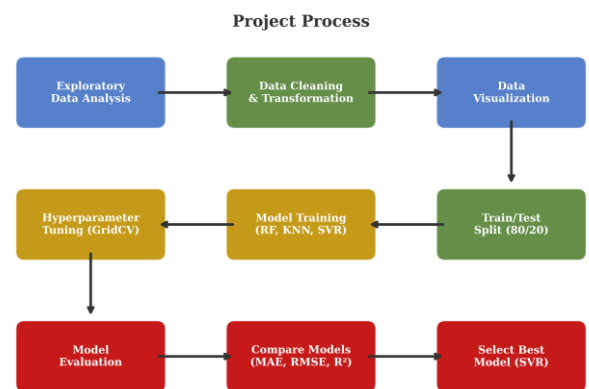 Project Process
Exploratory
Data Analysis
Data Cleaning
& Transformation
Data
Visualization
Hyperparameter
Tuning (GridCV)
Model Training
(RF, KNN, SVR)
Train/Test
Split (80/20)
Model
Evaluation
Compare Models
(MAE, RMSE, R²)
Select Best
Model (SVR)